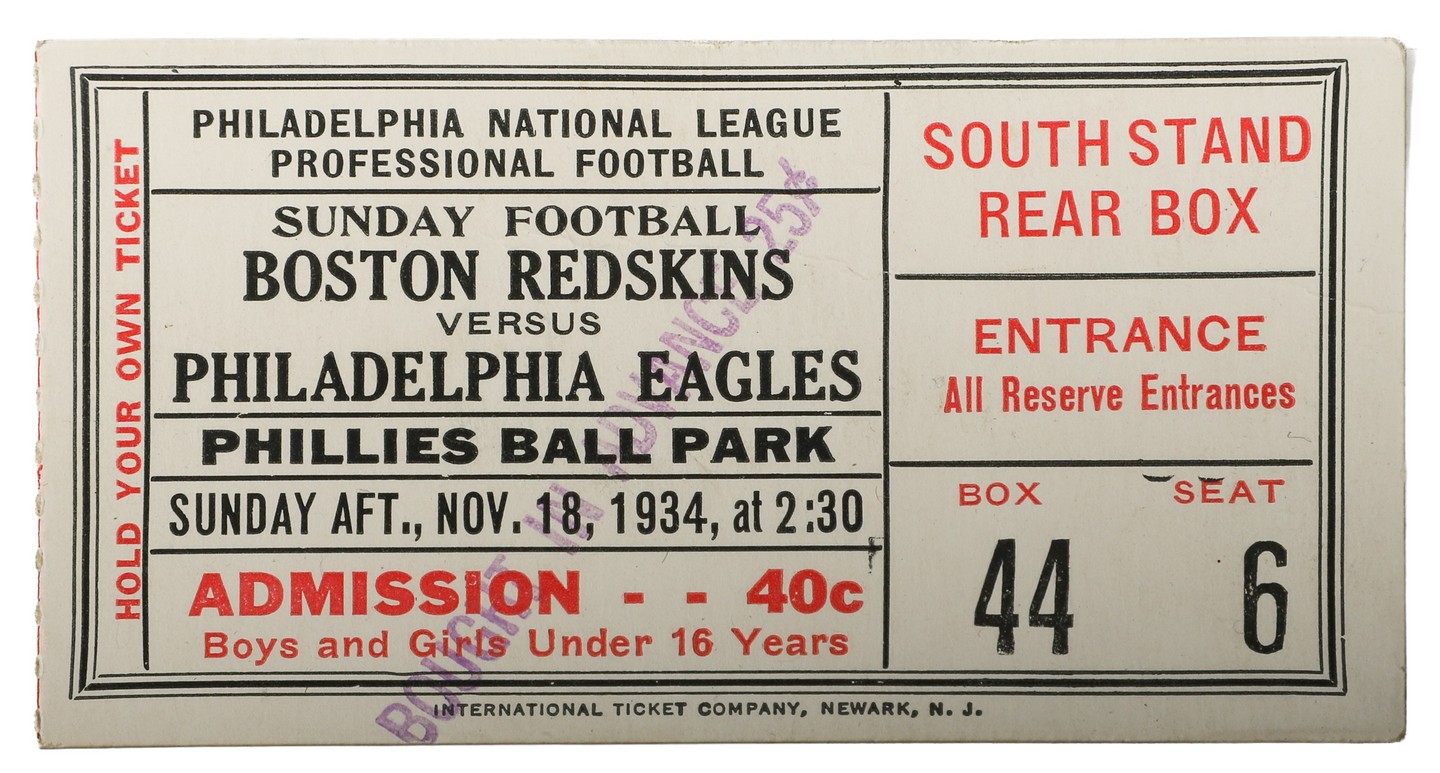 HOLD YOUR OWN TICKET
PHILADELPHIA NATIONAL LEAGUE
PROFESSIONAL FOOTBALL
SUNDAY FOOTBALL
BOSTON REDSKINS
VERSUS
PHILADELPHIA EAGLES
PHILLIES BALL PARK
SUNDAY AFT., NOV. 18, 1934, at 2:30
ADMISSION - - 40c
Boys and Girls Under 16 Years
BOUGHT IN ADVANCE 25¢
SOUTH STAND
REAR BOX
ENTRANCE
All Reserve Entrances
BOX SEAT
44 6
INTERNATIONAL TICKET COMPANY, NEWARK, N. J.